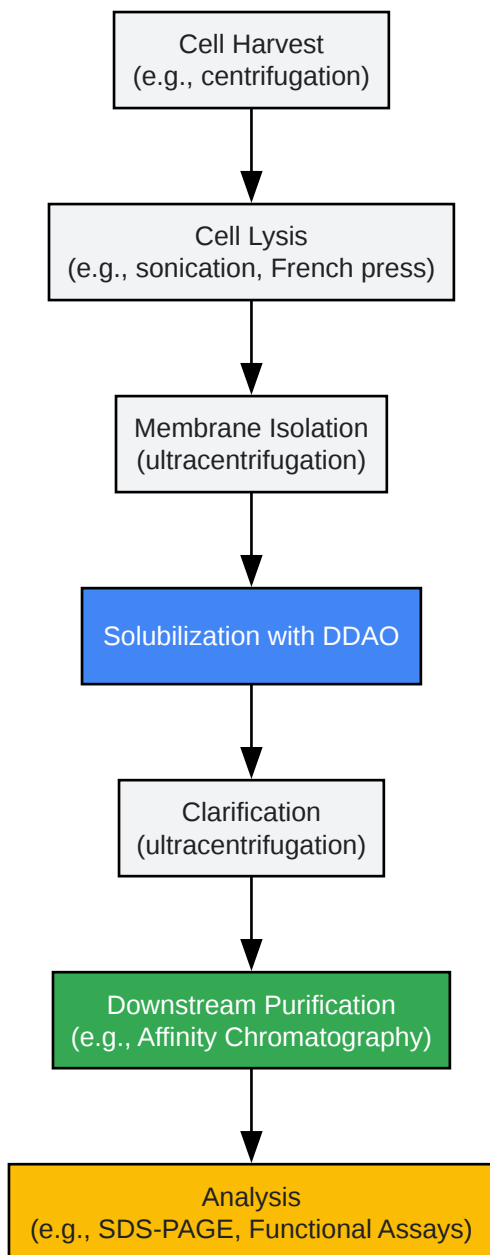 Cell Harvest
(e.g., centrifugation)
Cell Lysis
(e.g., sonication, French press)
Membrane Isolation
(ultracentrifugation)
Solubilization with DDAO
Clarification
(ultracentrifugation)
Downstream Purification
(e.g., Affinity Chromatography)
Analysis
(e.g., SDS-PAGE, Functional Assays)